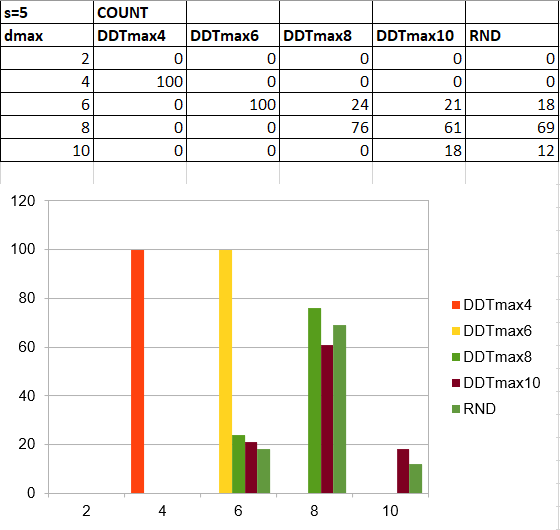 s=5 COUNT
dmax DDTmax4 DDTmax6 DDTmax8 DDTmax10 RND
2 0 0 0 0 0
4 100 0 0 0 0
6 0 100 24 21 18
8 0 0 76 61 69
10 0 0 0 18 12
120
100
80
60
40
20
0
2 4 6 8 10
DDTmax4
DDTmax6
DDTmax8
DDTmax10
RND